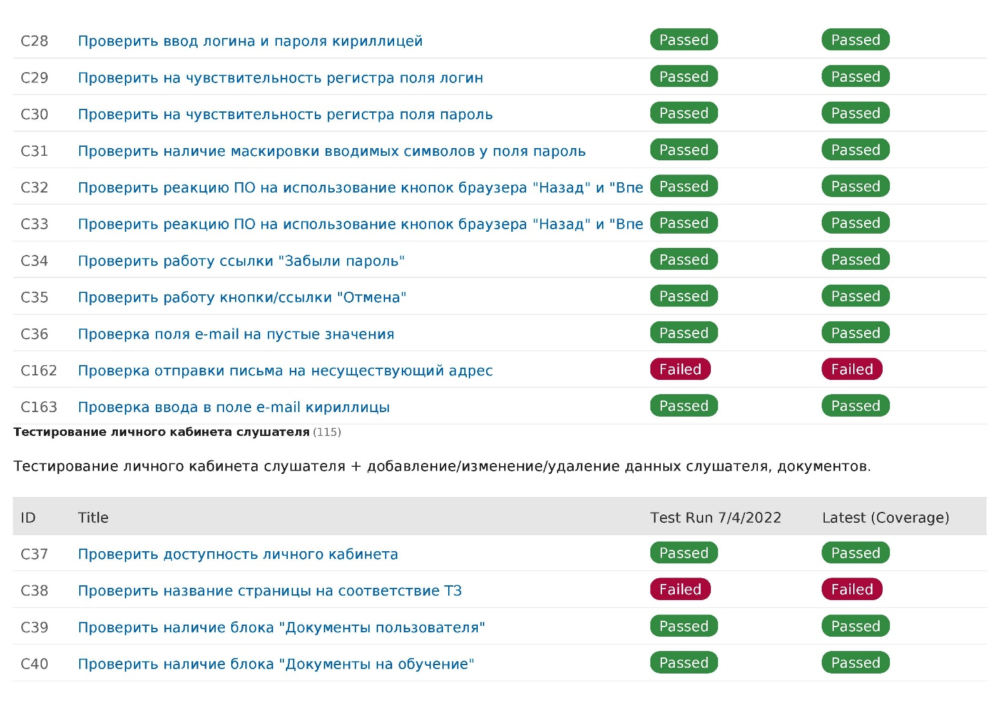 C28 Проверить ввод логина и пароля кириллицей Passed Passed
C29 Проверить на чувствительность регистра поля логин Passed Passed
C30 Проверить на чувствительность регистра поля пароль Passed Passed
C31 Проверить наличие маскировки вводимых символов у поля пароль Passed Passed
C32 Проверить реакцию ПО на использование кнопок браузера "Назад" и "Впе Passed Passed
C33 Проверить реакцию ПО на использование кнопок браузера "Назад" и "Впе Passed Passed
C34 Проверить работу ссылки "Забыли пароль" Passed Passed
C35 Проверить работу кнопки/ссылки "Отмена" Passed Passed
C36 Проверка поля e-mail на пустые значения Passed Passed
C162 Проверка отправки письма на несуществующий адрес Failed Failed
C163 Проверка ввода в поле e-mail кириллицы Passed Passed
Тестирование личного кабинета слушателя (115)
Тестирование личного кабинета слушателя + добавление/изменение/удаление данных слушателя, документов.
ID Title Test Run 7/4/2022 Latest (Coverage)
C37 Проверить доступность личного кабинета Passed Passed
C38 Проверить название страницы на соответствие ТЗ Failed Failed
C39 Проверить наличие блока "Документы пользователя" Passed Passed
C40 Проверить наличие блока "Документы на обучение" Passed Passed